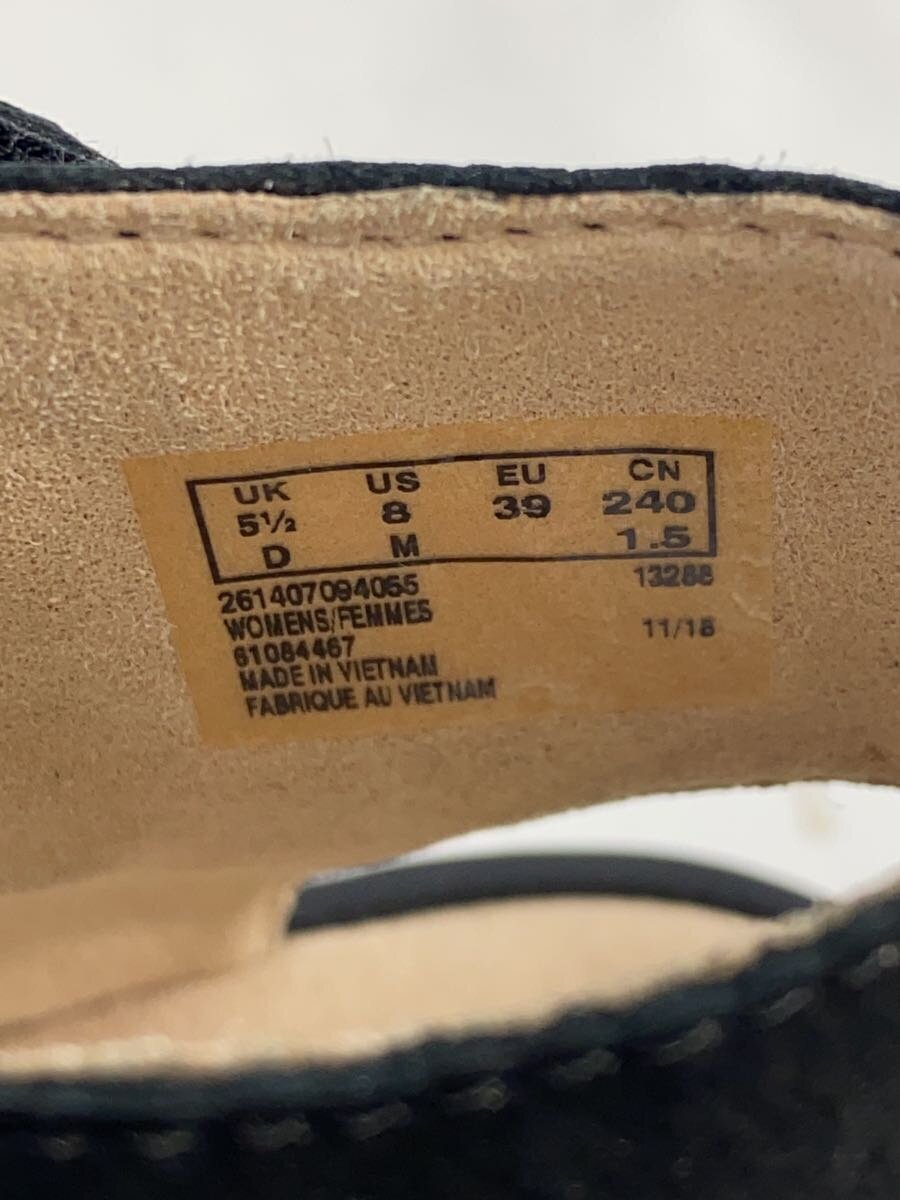 UK US EU CN
5½ 8 39 240
D M 1.5
261407094055 13288
WOMENS/FEMMES
61084467 11/18
MADE IN VIETNAM
FABRIQUE AU VIETNAM